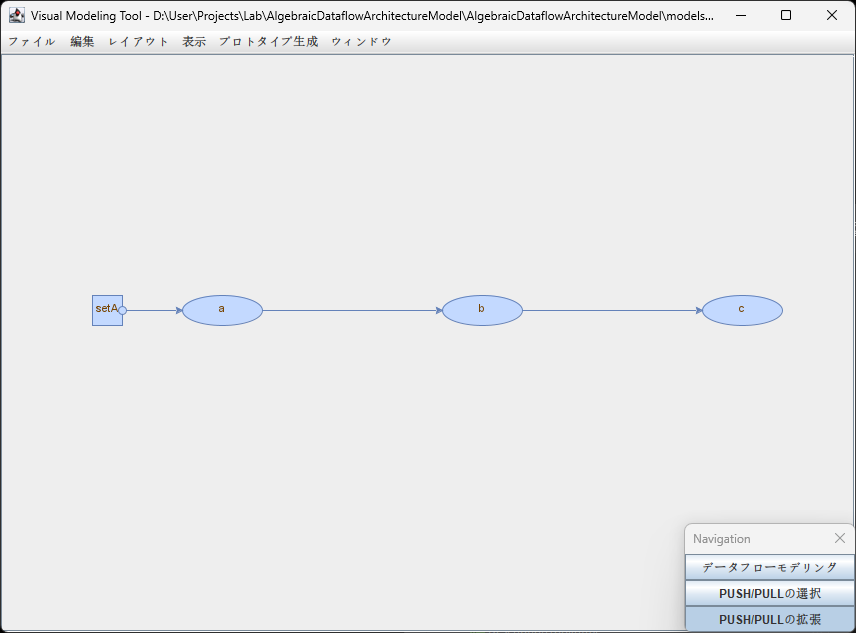 Visual Modeling Tool - D:\User\Projects\Lab\AlgebraicDataflowArchitectureModel\AlgebraicDataflowArchitectureModel\models...
ファイル 編集 レイアウト 表示 プロトタイプ生成 ウィンドウ
setA a b c
Navigation
データフローモデリング
PUSH/PULLの選択
PUSH/PULLの拡張